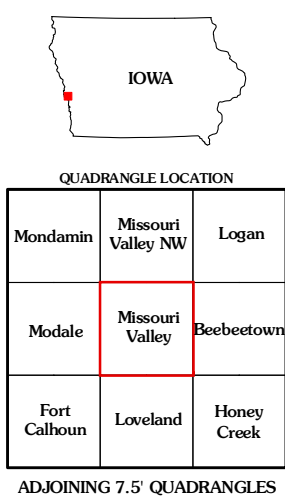 IOWA
QUADRANGLE LOCATION
Mondamin
Missouri
Valley NW
Logan
Modale
Missouri
Valley
Beebeetown
Fort
Calhoun
Loveland
Honey
Creek
ADJOINING 7.5' QUADRANGLES